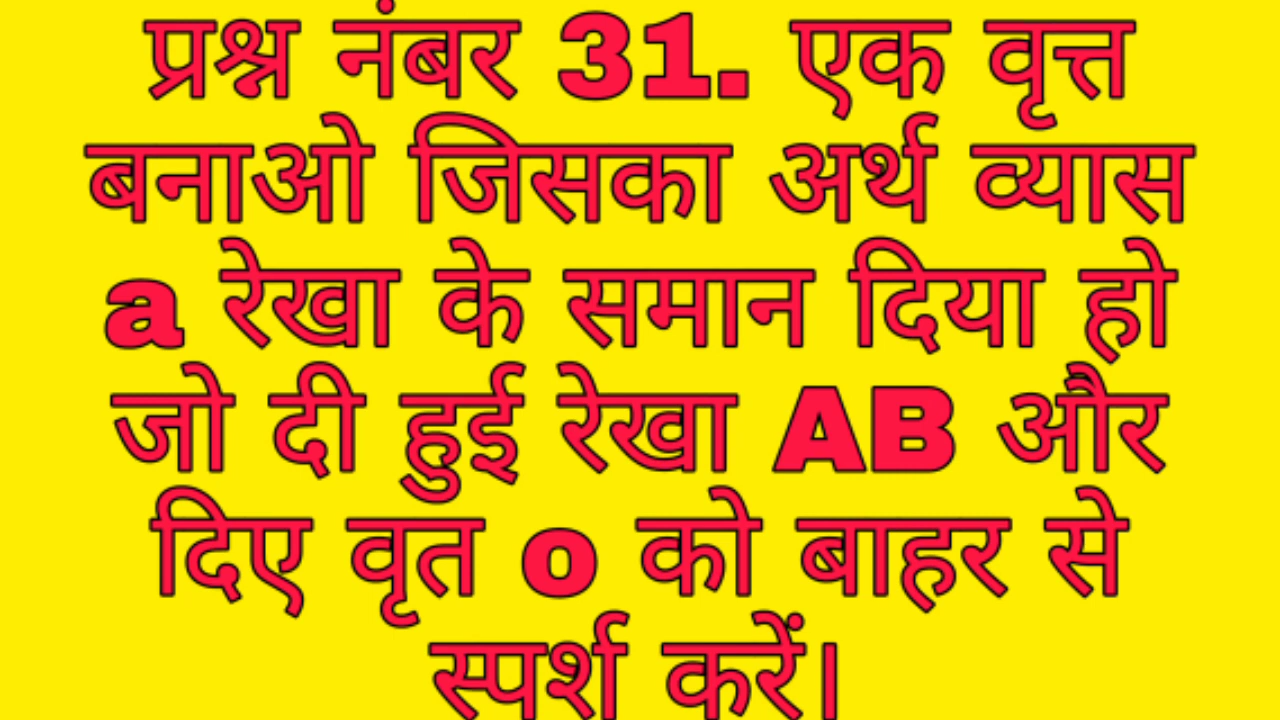 प्रश्न नंबर 31. एक वृत्त
बनाओ जिसका अर्थ व्यास
a रेखा के समान दिया हो
जो दी हुई रेखा AB और
दिए वृत o को बाहर से
स्पर्श करें।